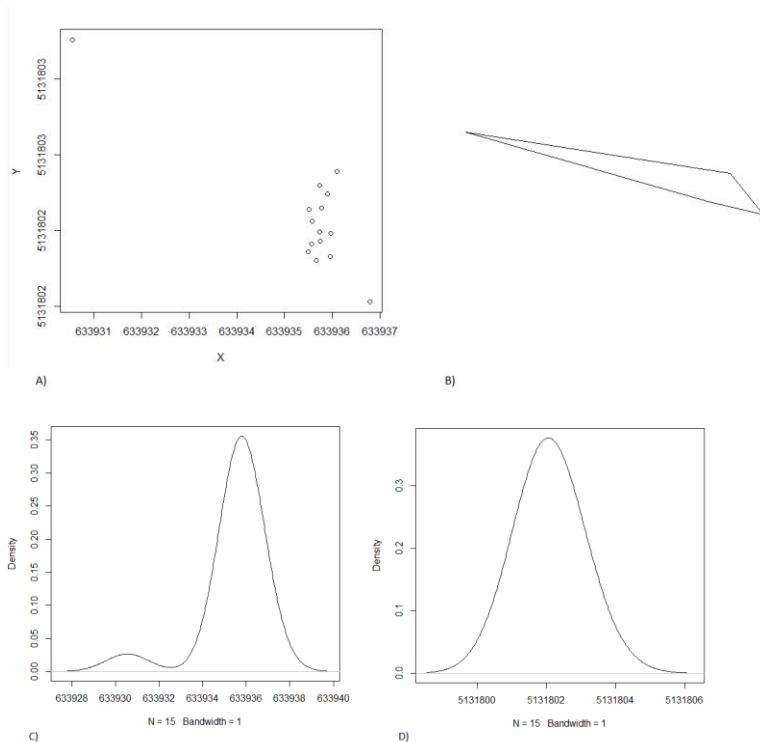 5131803
5131803
5131802
5131802
Y
633931 633932 633933 633934 633935 633936 633937
X
A)
B)
0.35
0.30
0.25
0.20
0.15
0.10
0.05
0.00
Density
633928 633930 633932 633934 633936 633938 633940
N = 15 Bandwidth = 1
C)
0.3
0.2
0.1
0.0
Density
5131800 5131802 5131804 5131806
N = 15 Bandwidth = 1
D)